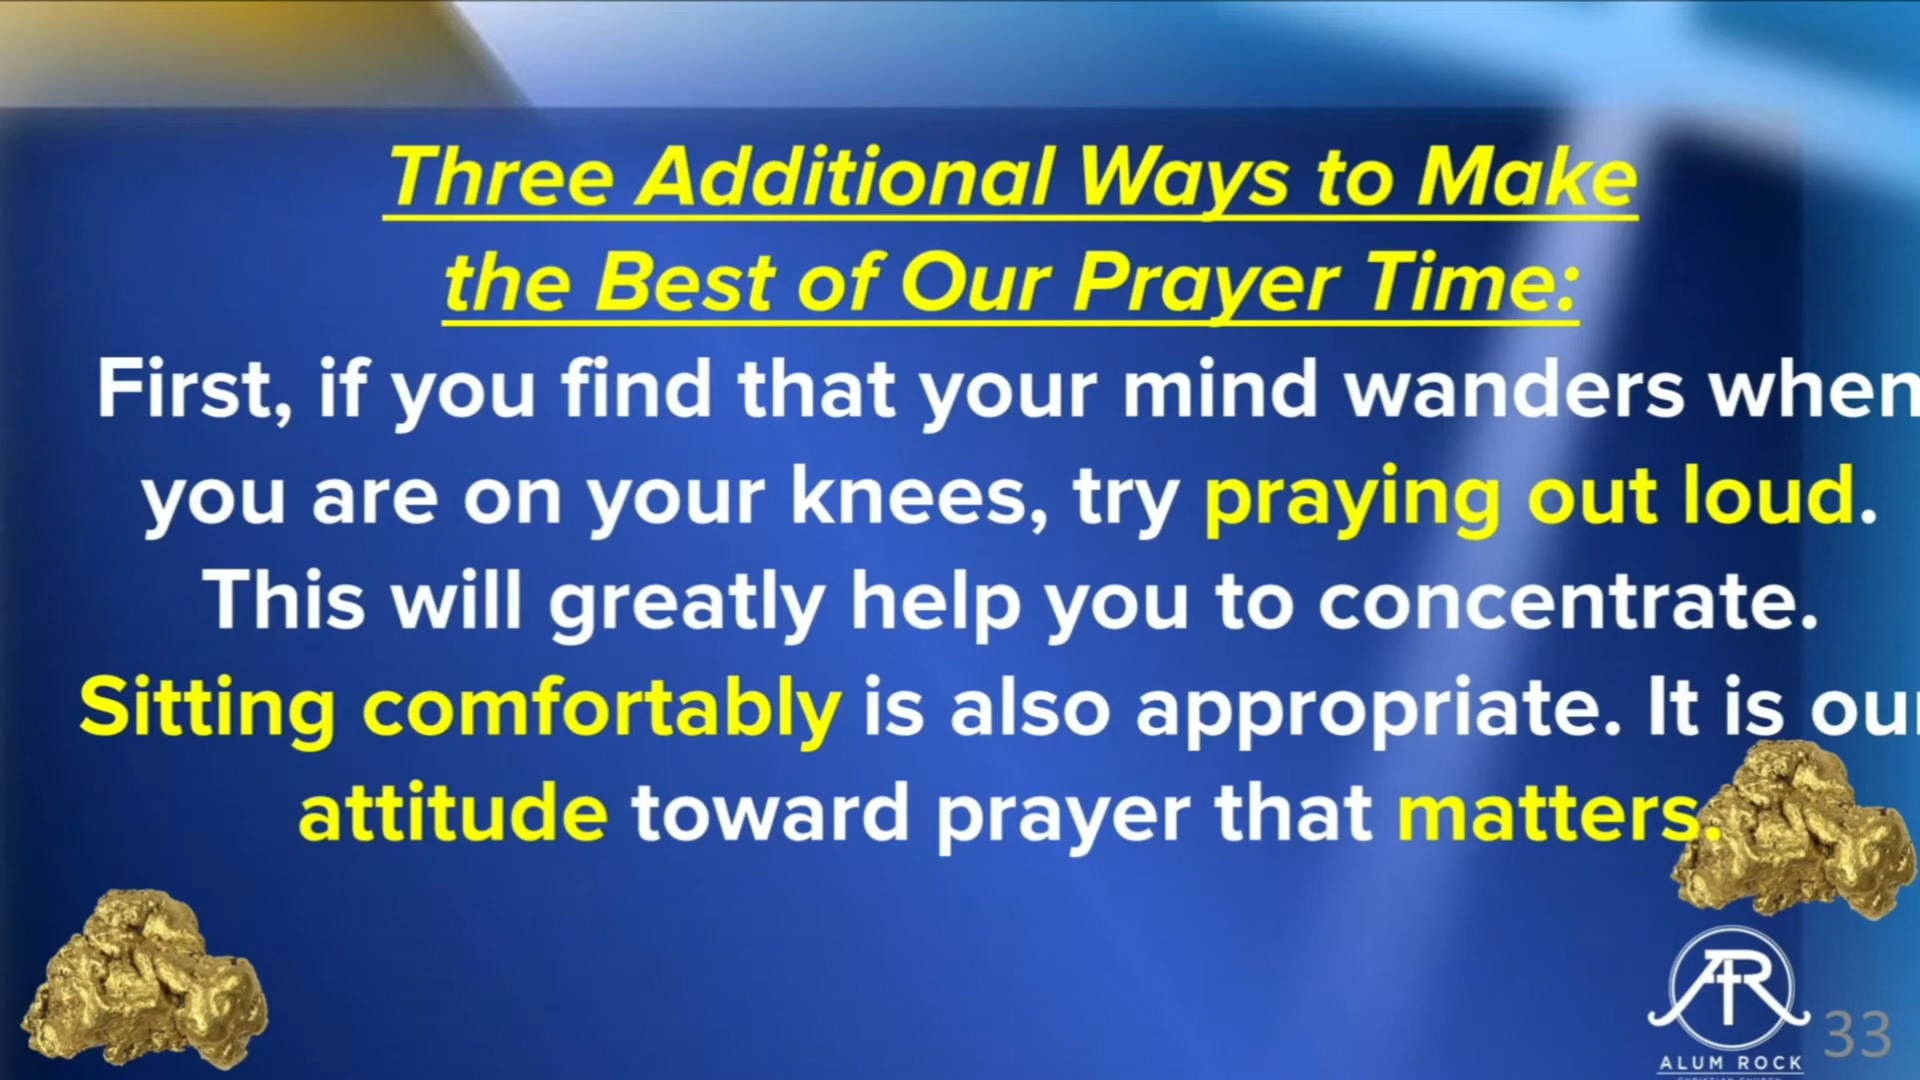 Three Additional Ways to Make
the Best of Our Prayer Time:
First, if you find that your mind wanders when
you are on your knees, try praying out loud.
This will greatly help you to concentrate.
Sitting comfortably is also appropriate. It is our
attitude toward prayer that matters.
ALUM ROCK
33